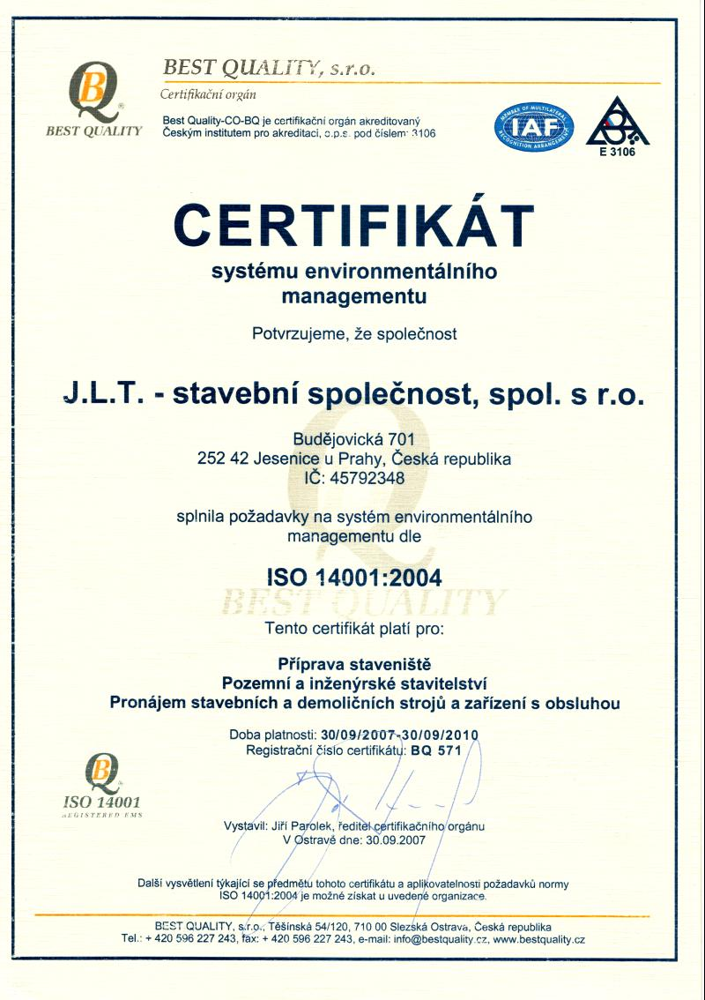 BEST QUALITY, s.r.o.
Certifikační orgán
Best Quality-CO-BQ je certifikační orgán akreditovaný
Českým institutem pro akreditaci, o.p.s. pod číslem: 3106
B
Q ®
BEST QUALITY
MEMBER OF MULTILATERAL
IAF
RECOGNITION ARRANGEMENT
E 3106
CERTIFIKÁT
systému environmentálního
managementu
Potvrzujeme, že společnost
J.L.T. - stavební společnost, spol. s r.o.
Budějovická 701
252 42 Jesenice u Prahy, Česká republika
IČ: 45792348
splnila požadavky na systém environmentálního
managementu dle
ISO 14001:2004
BEST QUALITY
Tento certifikát platí pro:
Příprava staveniště
Pozemní a inženýrské stavitelství
Pronájem stavebních a demoličních strojů a zařízení s obsluhou
Doba platnosti: 30/09/2007-30/09/2010
Registrační číslo certifikátu: BQ 571
B
Q ®
ISO 14001
REGISTERED EMS
Vystavil: Jiří Parolek, ředitel certifikačního orgánu
V Ostravě dne: 30.09.2007
Další vysvětlení týkající se předmětu tohoto certifikátu a aplikovatelnosti požadavků normy
ISO 14001:2004 je možné získat u uvedené organizace.
BEST QUALITY, s.r.o., Těšínská 54/120, 710 00 Slezská Ostrava, Česká republika
Tel.: + 420 596 227 243, fax: + 420 596 227 243, e-mail: info@bestquality.cz, www.bestquality.cz